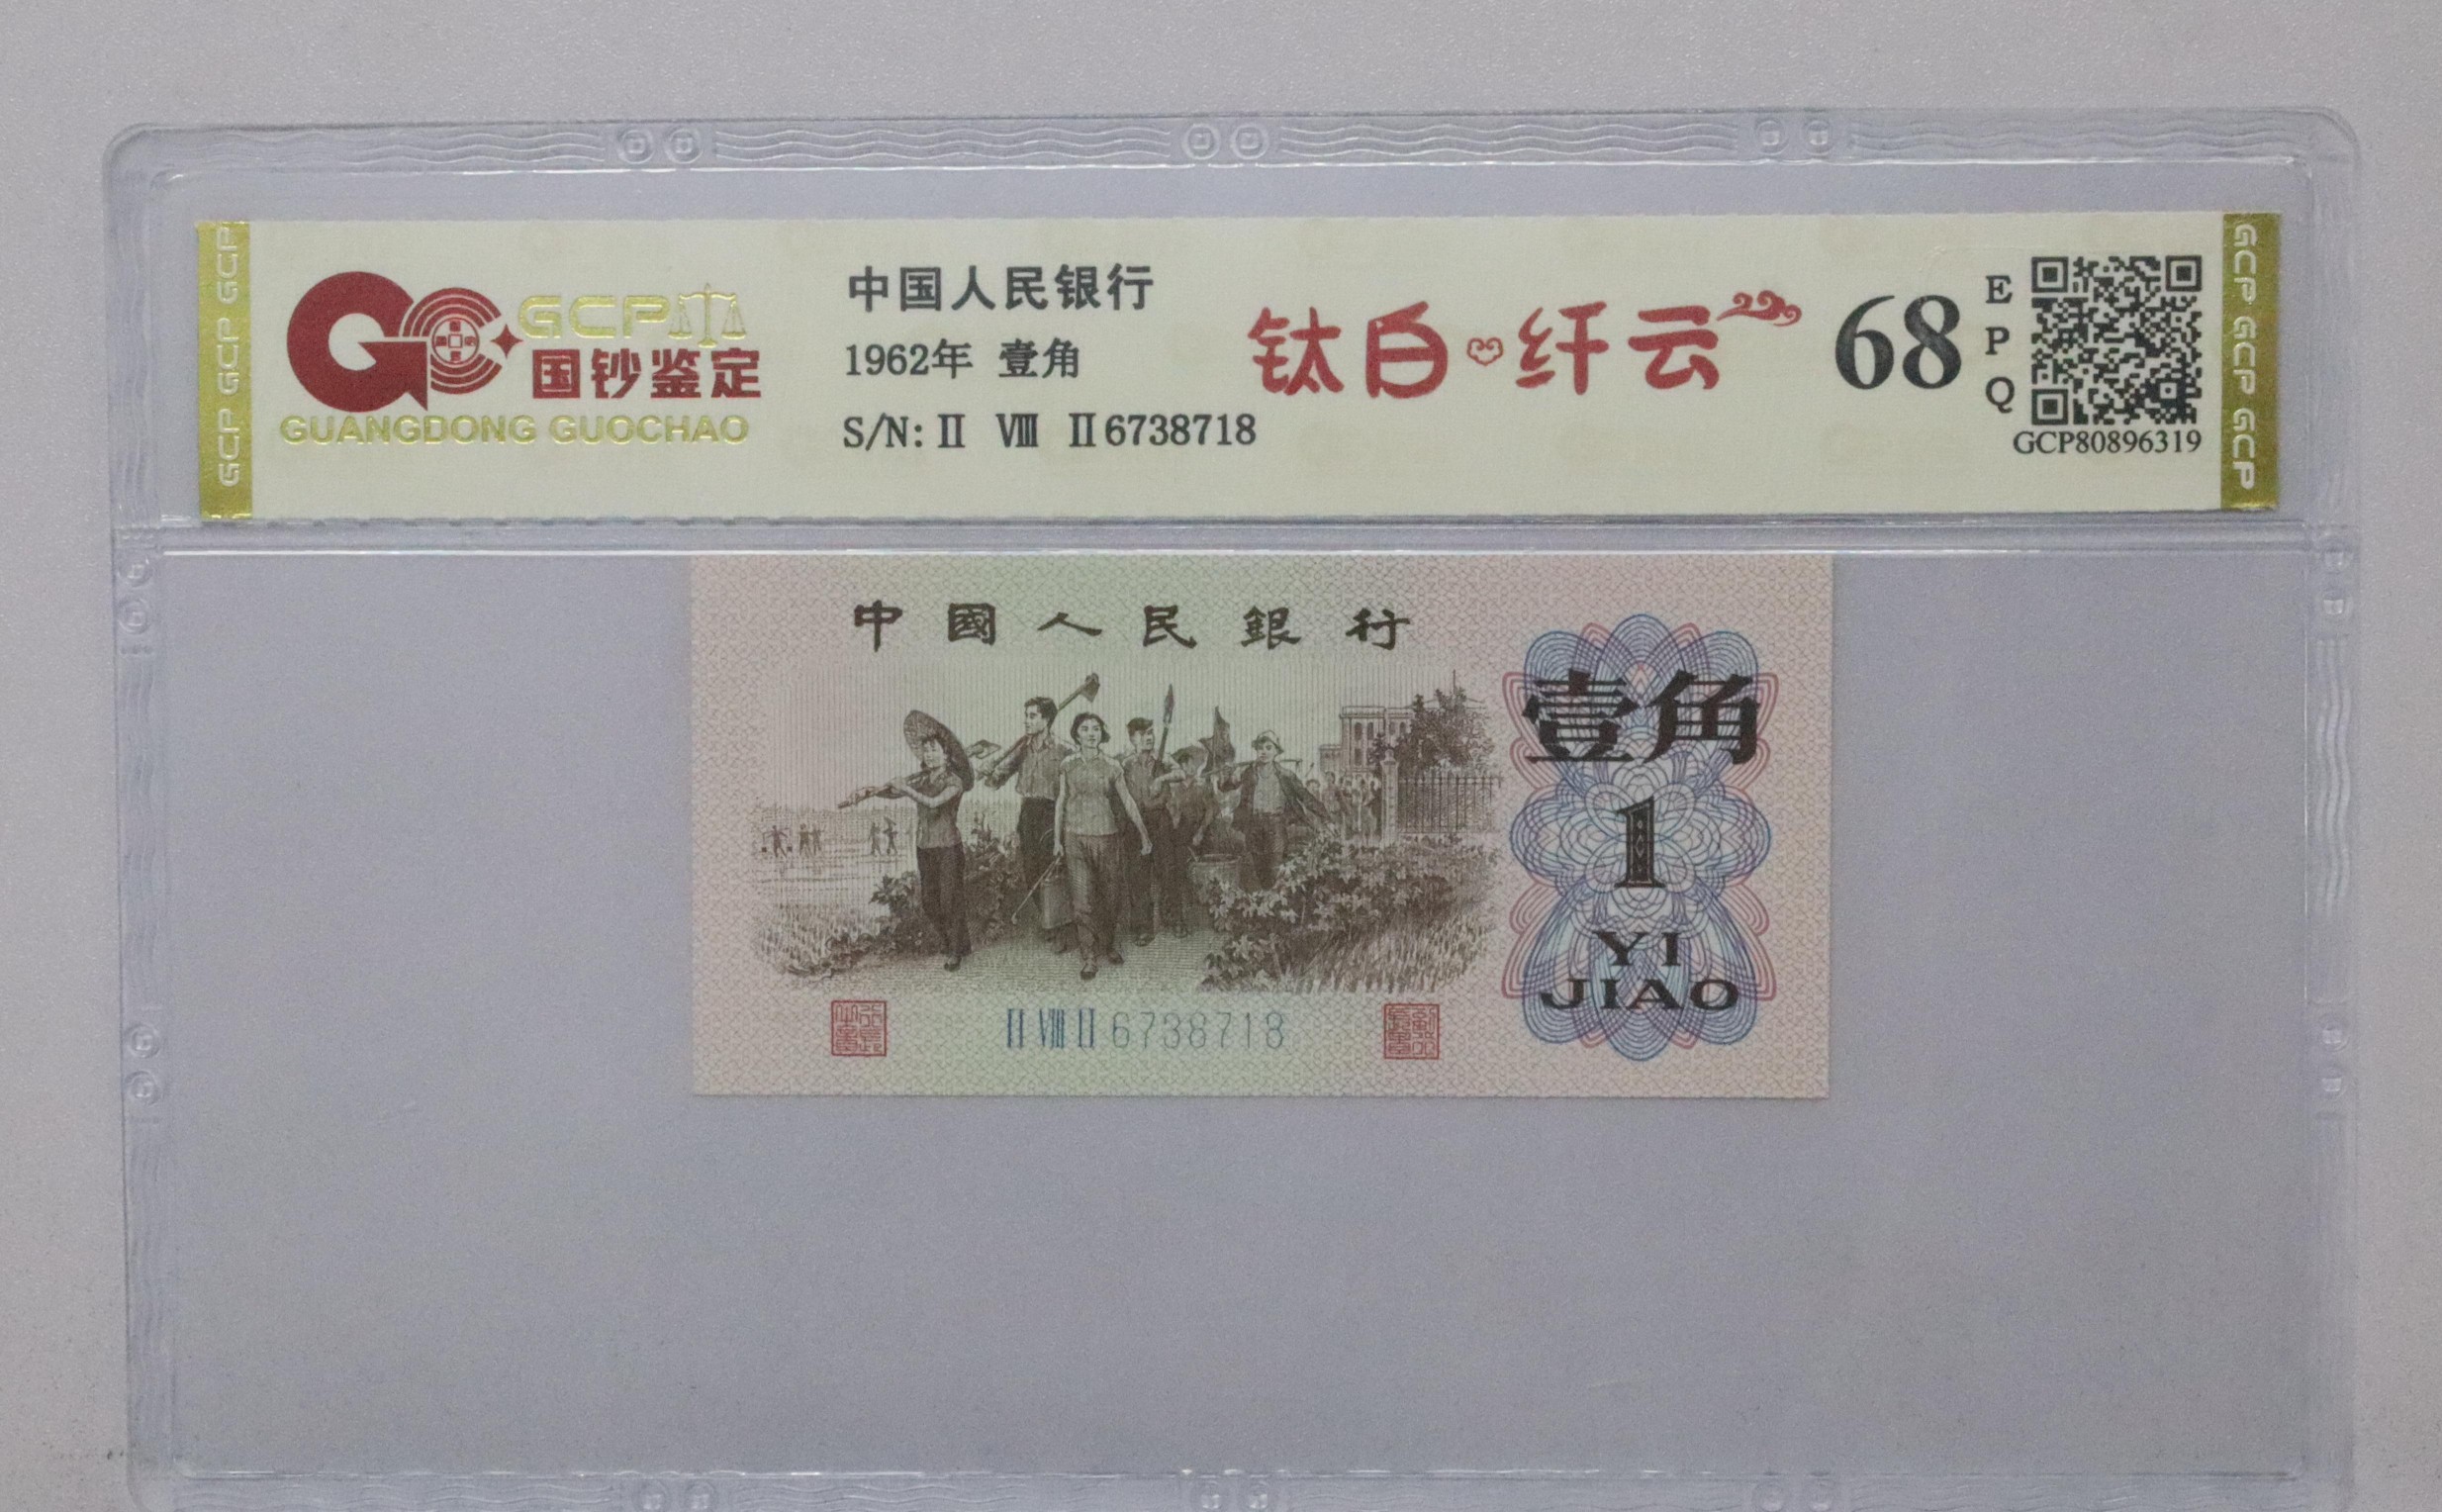 GCP GCP GCP
GCP
国钞鉴定
GUANGDONG GUOCHAO
中国人民银行
1962年 壹角
S/N: Ⅱ Ⅷ Ⅱ6738718
钛白纤云
68
EPQ
GCP80896319
GCP GCP GCP
中國人民銀行
壹角
1
YI
JIAO
Ⅱ Ⅷ Ⅱ 6738718